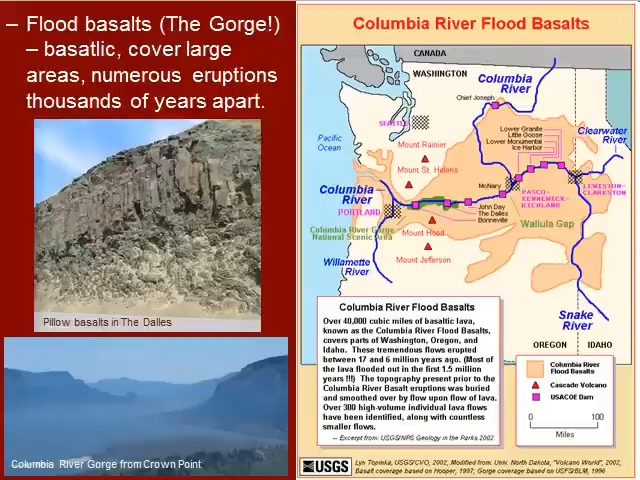 – Flood basalts (The Gorge!)
– basatlic, cover large
areas, numerous eruptions
thousands of years apart.
Pillow basalts in The Dalles
Columbia River Gorge from Crown Point
Columbia River Flood Basalts
CANADA
WASHINGTON
Columbia
River
Chief Joseph
SEATTLE
Lower Granite
Little Goose
Lower Monumental
Ice Harbor
Clearwater
River
Pacific
Ocean
Mount Rainier
Mount St. Helens
Columbia
River
McNary
PASCO-
KENNEWICK-
RICHLAND
LEWISTON-
CLARKSTON
PORTLAND
John Day
The Dalles
Bonneville
Wallula Gap
Columbia River Gorge
National Scenic Area
Mount Hood
Mount Jefferson
Willamette
River
Snake
River
OREGON
IDAHO
Columbia River Flood Basalts
Over 40,000 cubic miles of basaltic lava,
known as the Columbia River Flood Basalts,
covers parts of Washington, Oregon, and
Idaho. These tremendous flows erupted
between 17 and 6 million years ago. (Most of
the lava flooded out in the first 1.5 million
years !!!) The topography present prior to the
Columbia River Basalt eruptions was buried
and smoothed over by flow upon flow of lava.
Over 300 high-volume individual lava flows
have been identified, along with countless
smaller flows.
-- Excerpt from: USGS/NPS Geology in the Parks 2002
Columbia River
Flood Basalts
Cascade Volcano
USACOE Dam
0 100
Miles
USGS
Lyn Topinka, USGS/CVO, 2002, Modified from: Univ. North Dakota, "Volcano World", 2002,
Basalt coverage based on Hooper, 1997; Gorge coverage based on USFS/BLM, 1996